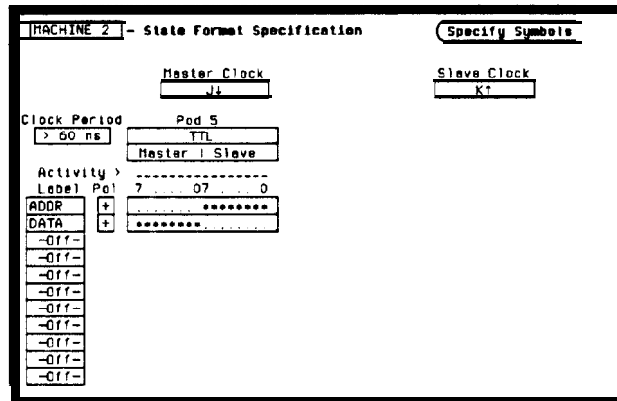 MACHINE 2 - State Format Specification Specify Symbols
Master Clock Slave Clock
J↓ K↑
Clock Period Pod 5
> 60 ns TTL
Master | Slave
Activity > ----------------
Label Pol 7 .... 07 .... 0
ADDR + ........********
DATA + ********........
-Off-
-Off-
-Off-
-Off-
-Off-
-Off-
-Off-
-Off-
-Off-